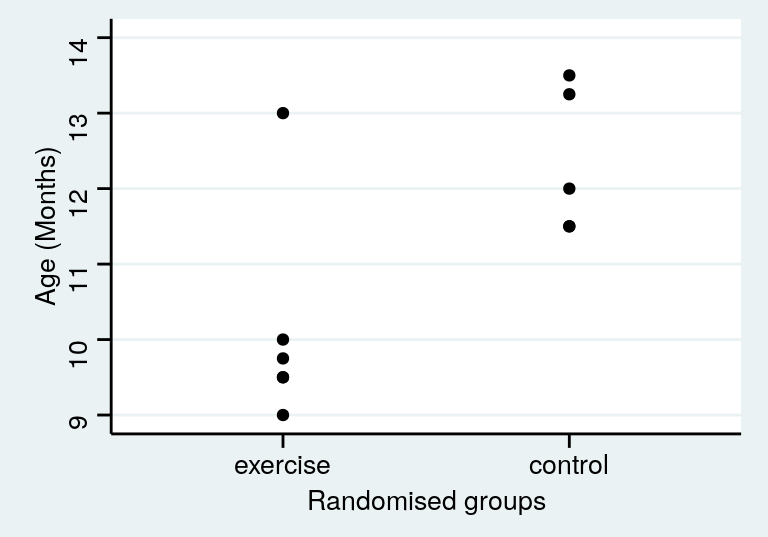 14
13
12
11
10
9
Age (Months)
exercise
control
Randomised groups